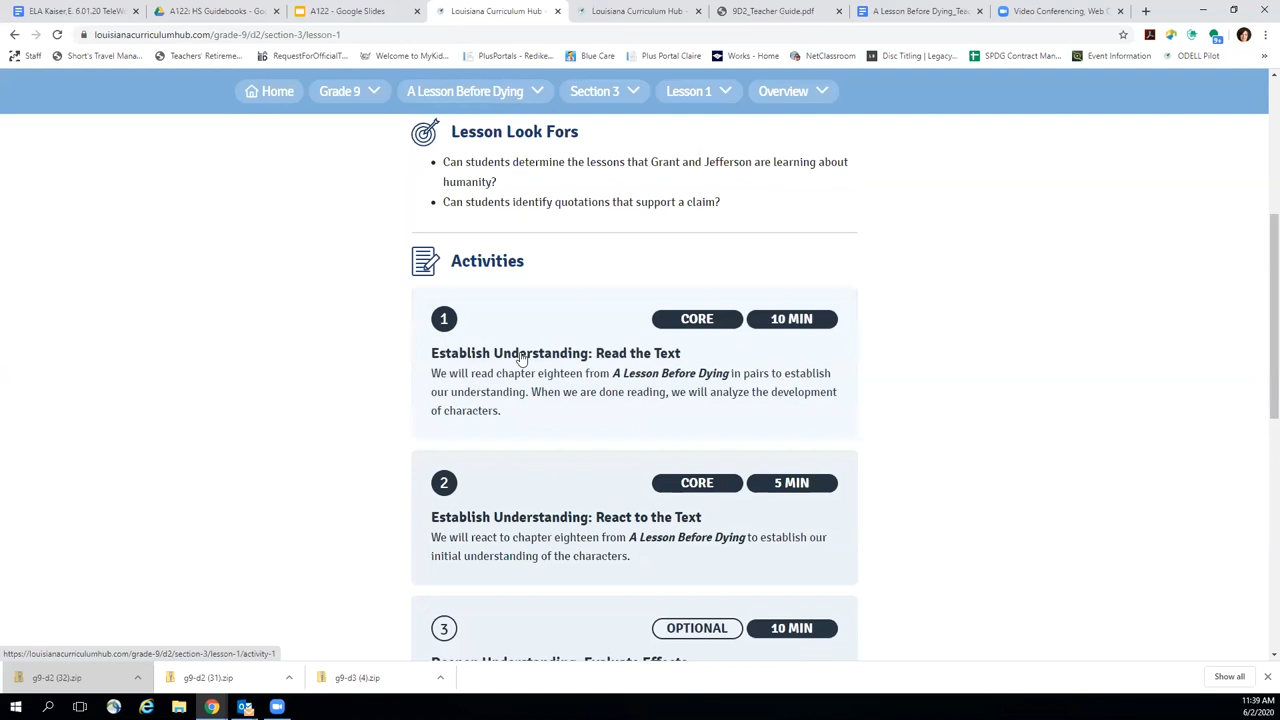 ELA Kaiser,E. 6.01.20 TeleW
A122: HS Guidebooks - Go
A122 - Google Slides
Louisiana Curriculum Hub -
Louisiana Curriculum Hub -
9D2_Teacher Guide.pdf
A Lesson Before Dying_Tea
Video Conferencing, Web C
louisianacurriculumhub.com/grade-9/d2/section-3/lesson-1
Staff
Short's Travel Mana...
Teachers' Retireme...
RequestForOfficialT...
Welcome to MyKid...
PlusPortals - Redike...
Blue Care
Plus Portal Claire
Works - Home
NetClassroom
Disc Titling | Legacy...
SPDG Contract Man...
Event Information
ODELL Pilot
»
Home
Grade 9
A Lesson Before Dying
Section 3
Lesson 1
Overview
Lesson Look Fors
• Can students determine the lessons that Grant and Jefferson are learning about
humanity?
• Can students identify quotations that support a claim?
Activities
1
CORE
10 MIN
Establish Understanding: Read the Text
We will read chapter eighteen from A Lesson Before Dying in pairs to establish
our understanding. When we are done reading, we will analyze the development
of characters.
2
CORE
5 MIN
Establish Understanding: React to the Text
We will react to chapter eighteen from A Lesson Before Dying to establish our
initial understanding of the characters.
3
OPTIONAL
10 MIN
Deeper Understanding: Evaluate Effects
https://louisianacurriculumhub.com/grade-9/d2/section-3/lesson-1/activity-1
g9-d2 (32).zip
g9-d2 (31).zip
g9-d3 (4).zip
Show all
11:39 AM
6/2/2020